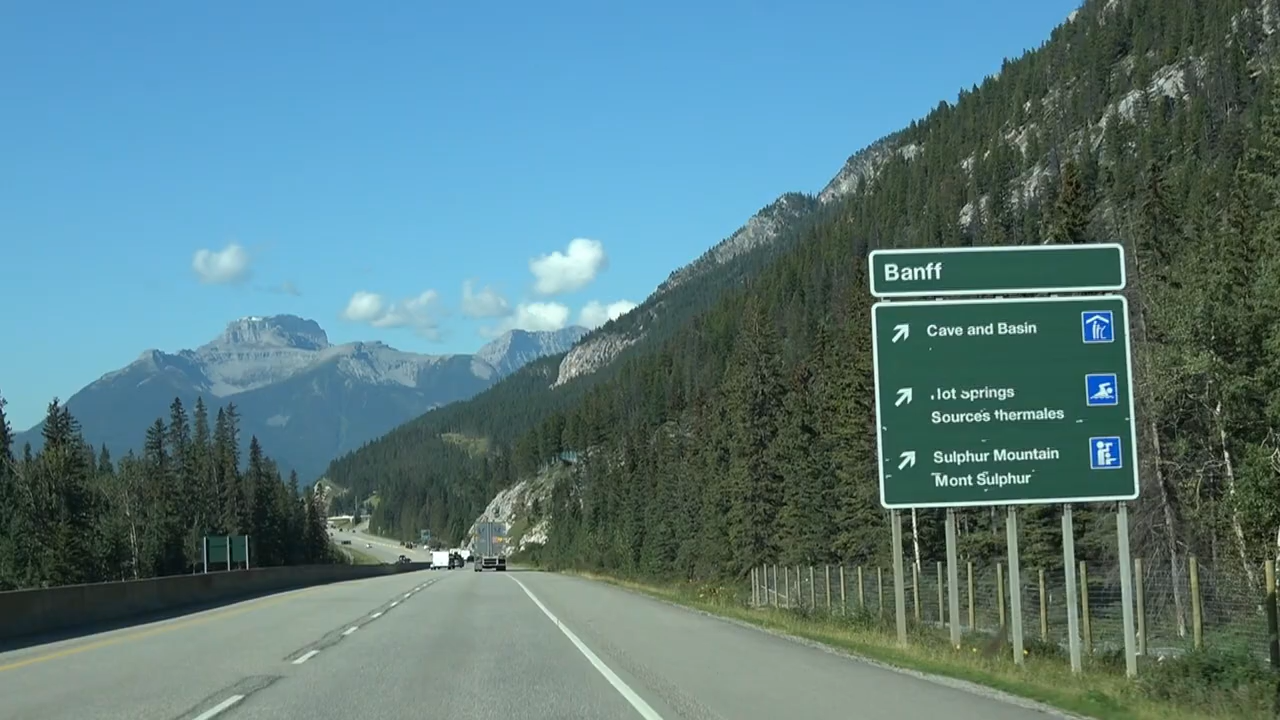 Banff
Cave and Basin
Hot Springs
Sources thermales
Sulphur Mountain
Mont Sulphur